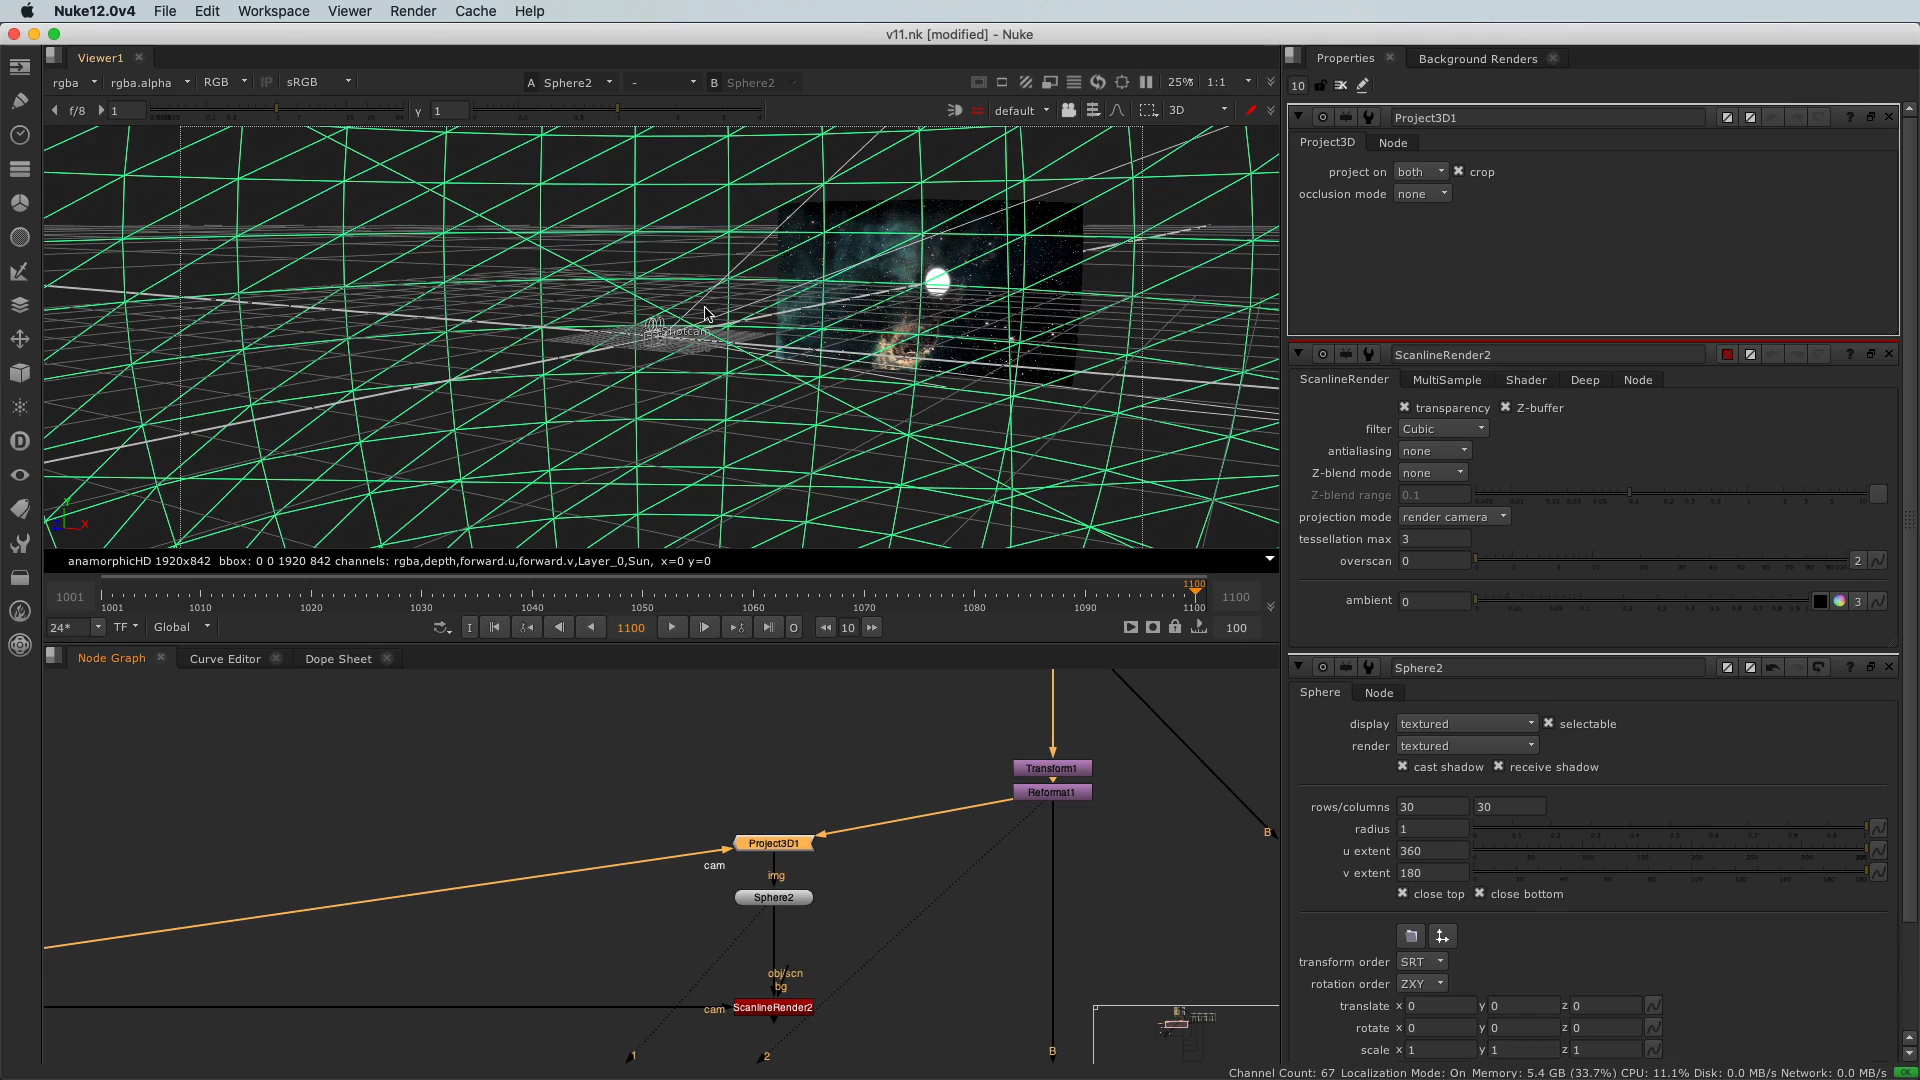 Nuke12.0v4 File Edit Workspace Viewer Render Cache Help
v11.nk [modified] - Nuke
Viewer1
rgba rgba.alpha RGB IP sRGB A Sphere2 - B Sphere2 25% 1:1
f/8 1 y 1 default 3D
shotcam
Y
X
anamorphicHD 1920x842 bbox: 0 0 1920 842 channels: rgba,depth,forward.u,forward.v,Layer_0,Sun, x=0 y=0
1001 1100 1100
1001 1010 1020 1030 1040 1050 1060 1070 1080 1090 1100
24* TF Global I 1100 O 10 100
Node Graph Curve Editor Dope Sheet
Transform1
Reformat1
B
Project3D1
cam
img
Sphere2
obj/scn
bg
cam
ScanlineRender2
1 2 B
Properties Background Renders
10
Project3D1
Project3D Node
project on both crop
occlusion mode none
ScanlineRender2
ScanlineRender MultiSample Shader Deep Node
transparency Z-buffer
filter Cubic
antialiasing none
Z-blend mode none
Z-blend range 0.1
projection mode render camera
tessellation max 3
overscan 0 2
ambient 0 3
Sphere2
Sphere Node
display textured selectable
render textured
cast shadow receive shadow
rows/columns 30 30
radius 1
u extent 360
v extent 180
close top close bottom
transform order SRT
rotation order ZXY
translate x 0 y 0 z 0
rotate x 0 y 0 z 0
scale x 1 y 1 z 1
Channel Count: 67 Localization Mode: On Memory: 5.4 GB (33.7%) CPU: 11.1% Disk: 0.0 MB/s Network: 0.0 MB/s OK